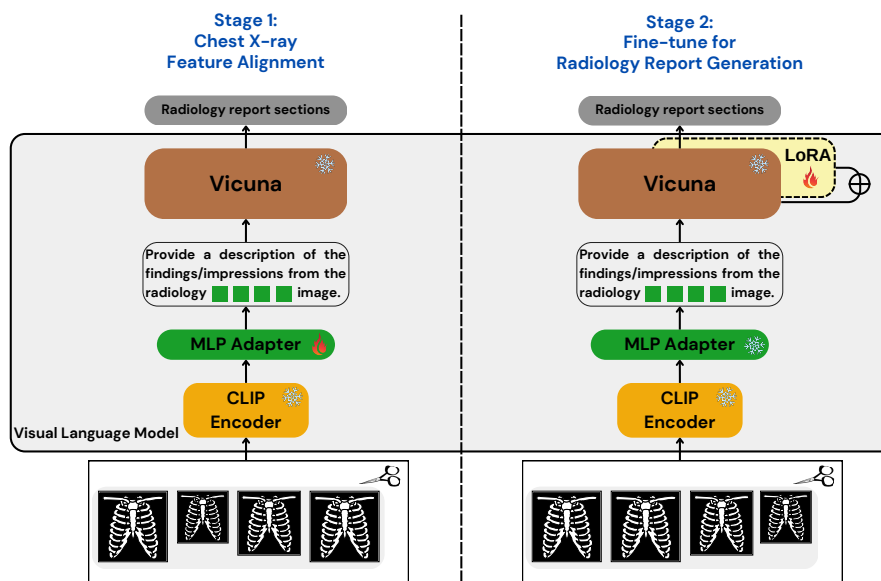 Stage 1:
Chest X-ray
Feature Alignment
Radiology report sections
Vicuna
Provide a description of the
findings/impressions from the
radiology image.
MLP Adapter
CLIP
Encoder
Visual Language Model
Stage 2:
Fine-tune for
Radiology Report Generation
Radiology report sections
LoRA
Vicuna
Provide a description of the
findings/impressions from the
radiology image.
MLP Adapter
CLIP
Encoder